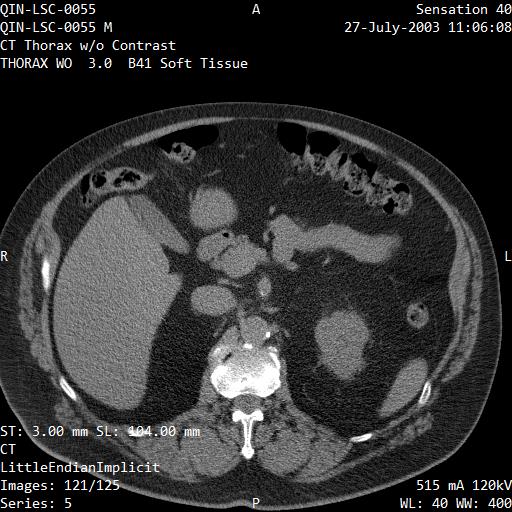 QIN-LSC-0055
A
Sensation 40
QIN-LSC-0055 M
27-July-2003 11:06:08
CT Thorax w/o Contrast
THORAX WO  3.0  B41 Soft Tissue
R
L
ST: 3.00 mm SL: 104.00 mm
CT
LittleEndianImplicit
Images: 121/125
515 mA 120kV
Series: 5
P
WL: 40 WW: 400